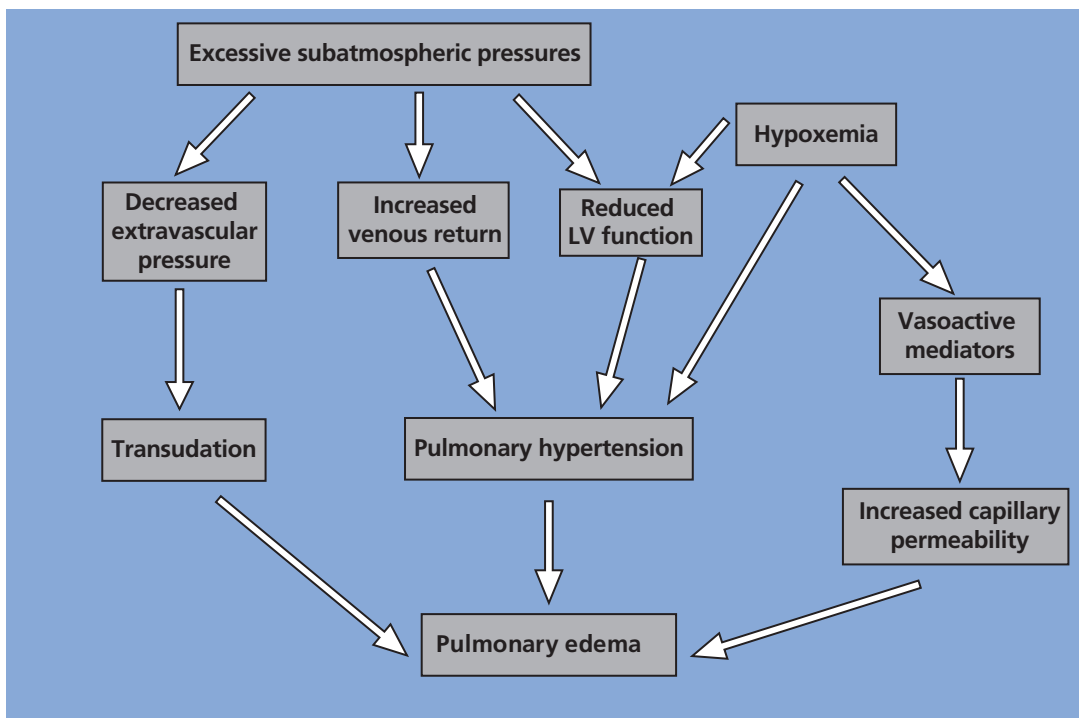 Excessive subatmospheric pressures
Hypoxemia
Decreased
extravascular
pressure
Increased
venous return
Reduced
LV function
Vasoactive
mediators
Transudation
Pulmonary hypertension
Increased capillary
permeability
Pulmonary edema